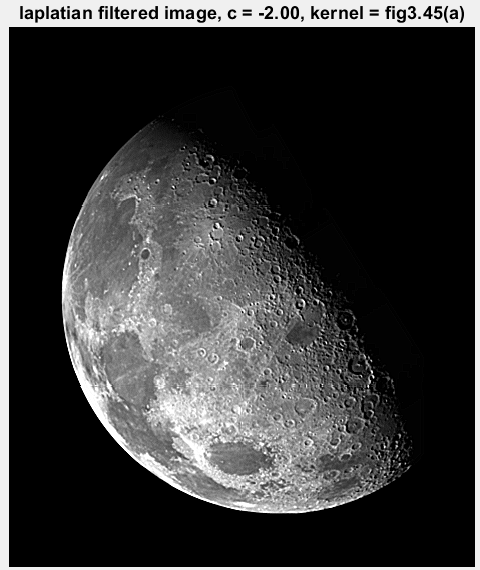 laplatian filtered image, c = -2.00, kernel = fig3.45(a)